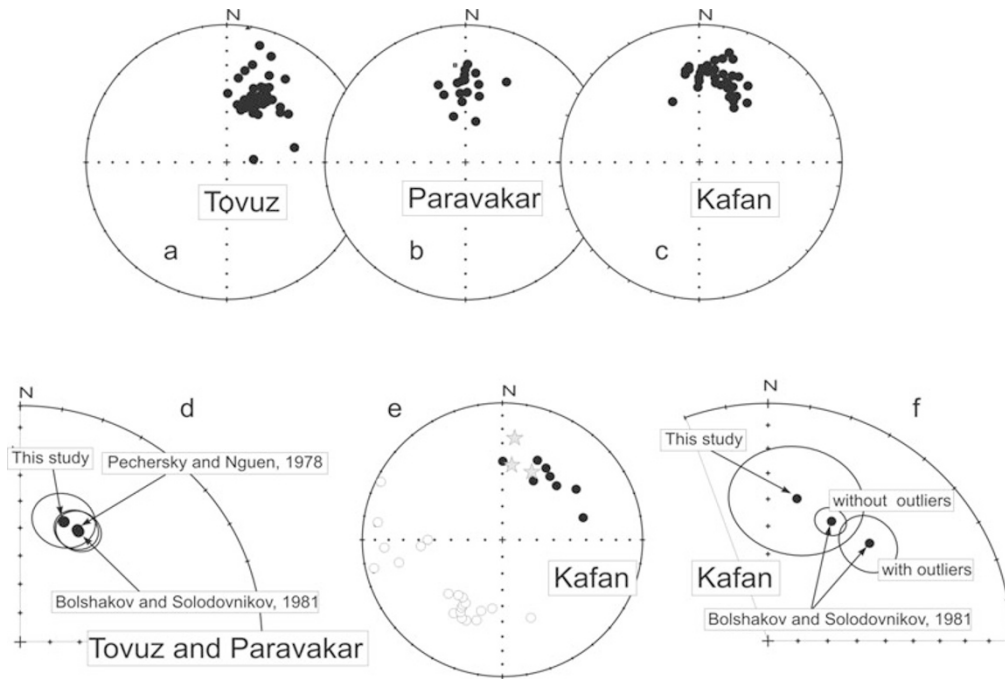 N
N
N
Tovuz
Paravakar
Kafan
a
b
c
N
d
This study
Pechersky and Nguen, 1978
Bolshakov and Solodovnikov, 1981
Tovuz and Paravakar
N
e
Kafan
N
f
This study
without outliers
with outliers
Kafan
Bolshakov and Solodovnikov, 1981